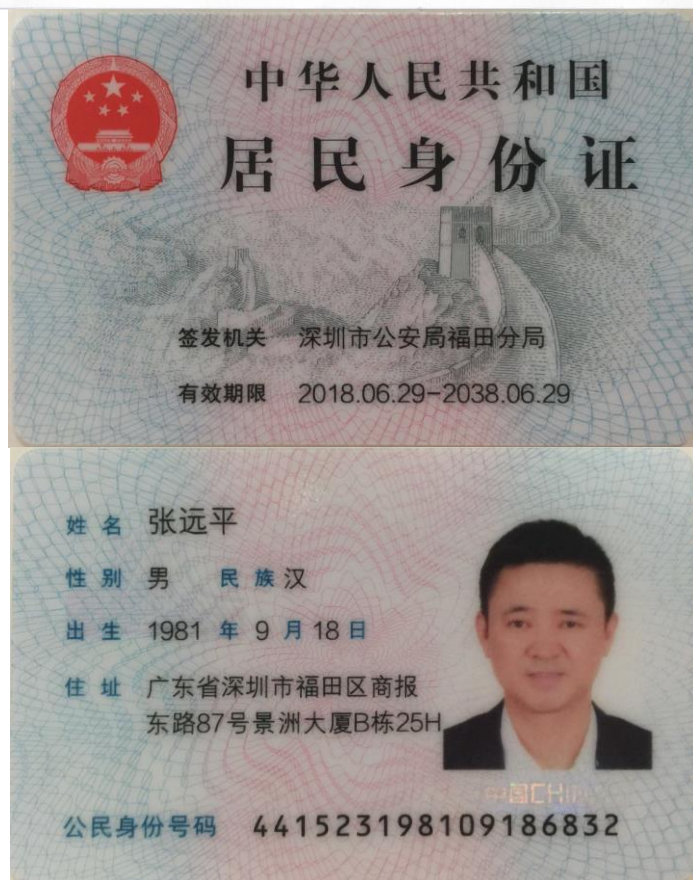 中华人民共和国
居民身份证
签发机关 深圳市公安局福田分局
有效期限 2018.06.29-2038.06.29
姓名 张远平
性别 男 民族 汉
出生 1981 年 9 月 18 日
住址 广东省深圳市福田区商报
东路87号景洲大厦B栋25H
公民身份号码 441523198109186832